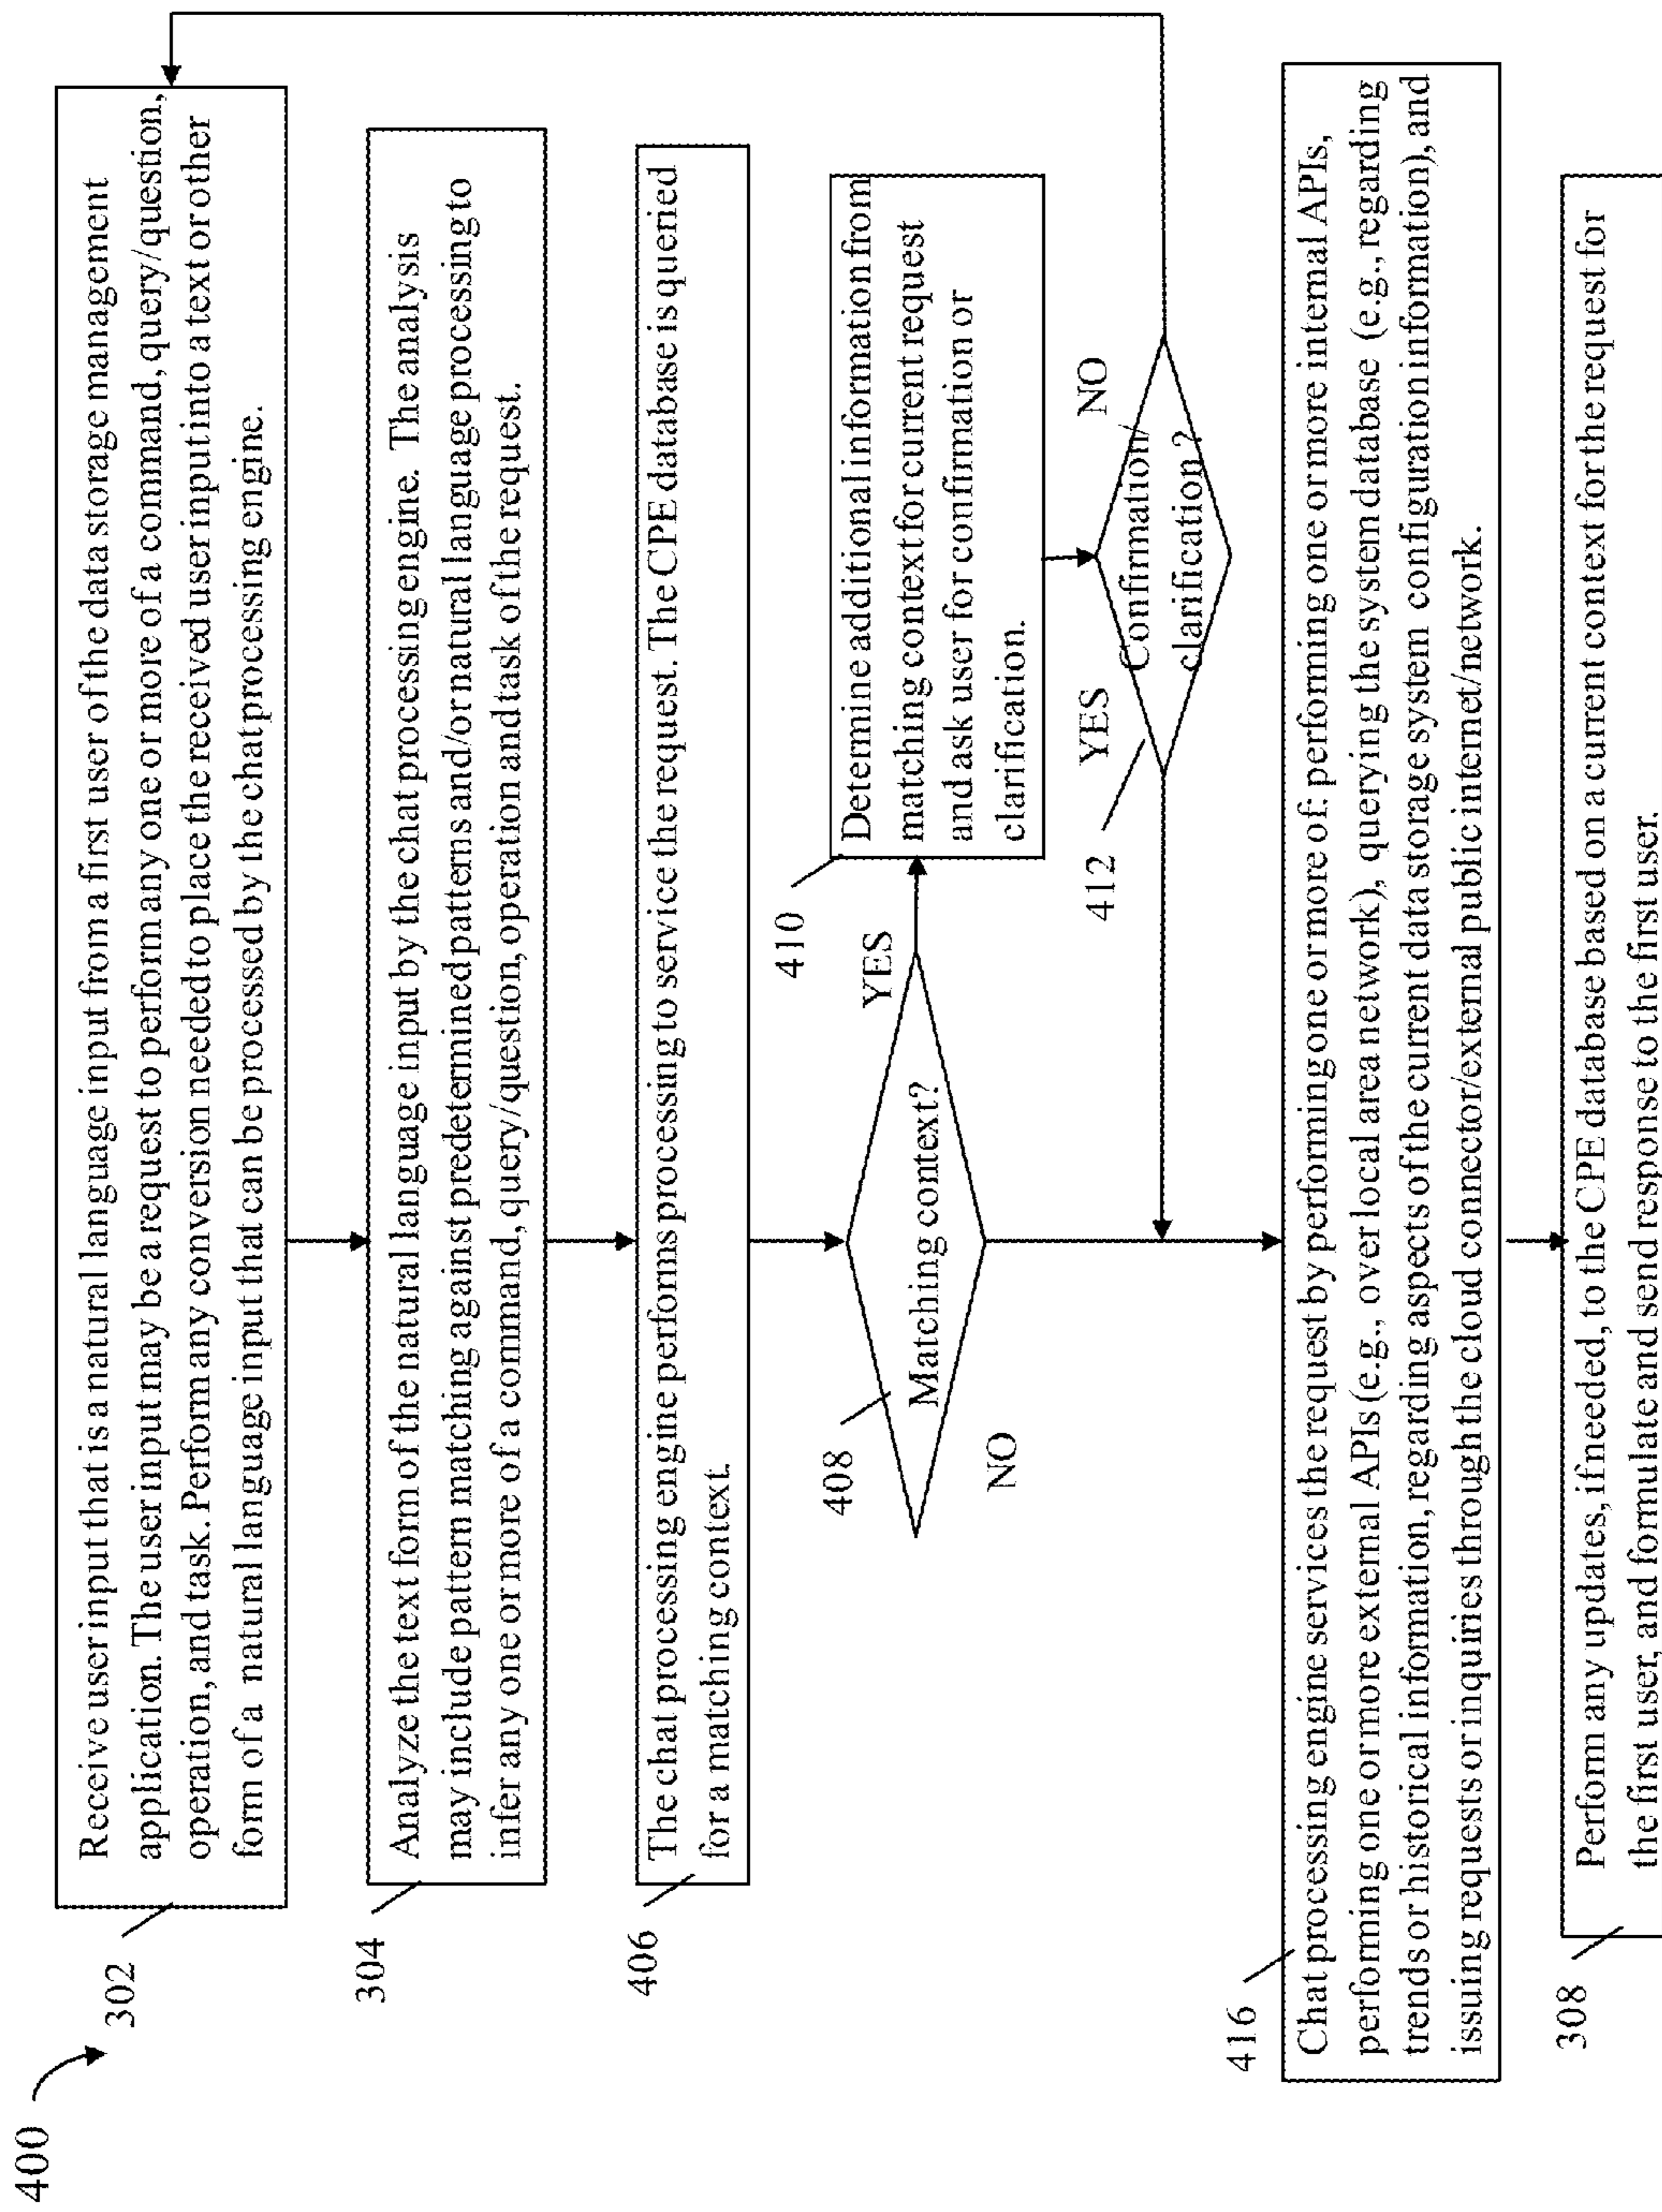 400
302
Receive user input that is a natural language input from a first user of the data storage management
application. The user input may be a request to perform any one or more of a command, query/question,
operation, and task. Perform any conversion needed to place the received user input into a text or other
form of a natural language input that can be processed by the chat processing engine.
304
Analyze the text form of the natural language input by the chat processing engine. The analysis
may include pattern matching against predetermined patterns and/or natural language processing to
infer any one or more of a command, query/question, operation and task of the request.
406
The chat processing engine performs processing to service the request. The CPE database is queried
for a matching context.
408
Matching context?
YES
NO
410
Determine additional information from
matching context for current request
and ask user for confirmation or
clarification.
412
YES
Confirmation/
clarification?
NO
416
Chat processing engine services the request by performing one or more of: performing one or more internal APIs,
performing one or more external APIs (e.g., over local area network), querying the system database (e.g., regarding
trends or historical information, regarding aspects of the current data storage system configuration information), and
issuing requests or inquiries through the cloud connector/external public internet/network.
308
Perform any updates, if needed, to the CPE database based on a current context for the request for
the first user, and formulate and send response to the first user.